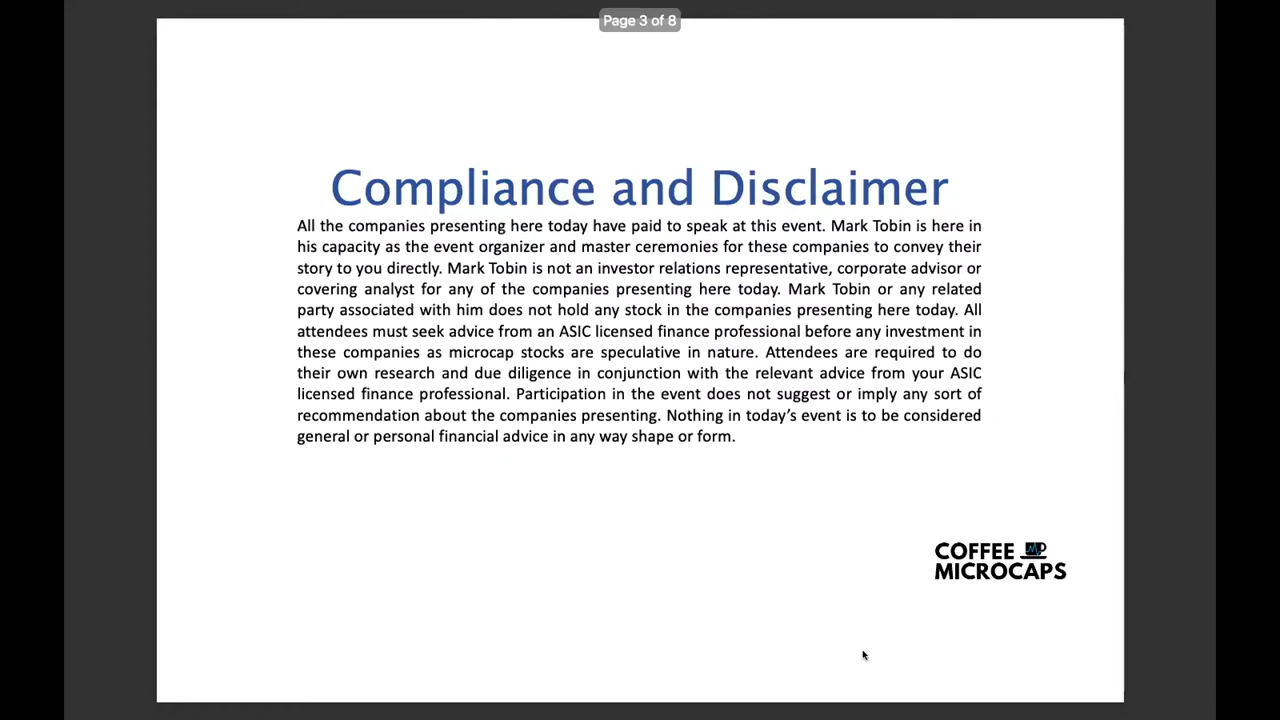 Page 3 of 8
Compliance and Disclaimer
All the companies presenting here today have paid to speak at this event. Mark Tobin is here in
his capacity as the event organizer and master ceremonies for these companies to convey their
story to you directly. Mark Tobin is not an investor relations representative, corporate advisor or
covering analyst for any of the companies presenting here today. Mark Tobin or any related
party associated with him does not hold any stock in the companies presenting here today. All
attendees must seek advice from an ASIC licensed finance professional before any investment in
these companies as microcap stocks are speculative in nature. Attendees are required to do
their own research and due diligence in conjunction with the relevant advice from your ASIC
licensed finance professional. Participation in the event does not suggest or imply any sort of
recommendation about the companies presenting. Nothing in today’s event is to be considered
general or personal financial advice in any way shape or form.
COFFEE
MICROCAPS